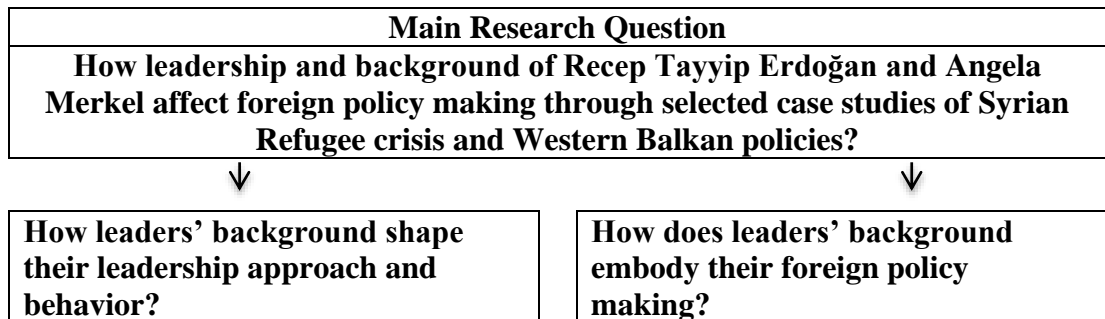 Main Research Question
How leadership and background of Recep Tayyip Erdoğan and Angela
Merkel affect foreign policy making through selected case studies of Syrian
Refugee crisis and Western Balkan policies?
How leaders’ background shape
their leadership approach and
behavior?
How does leaders’ background
embody their foreign policy
making?